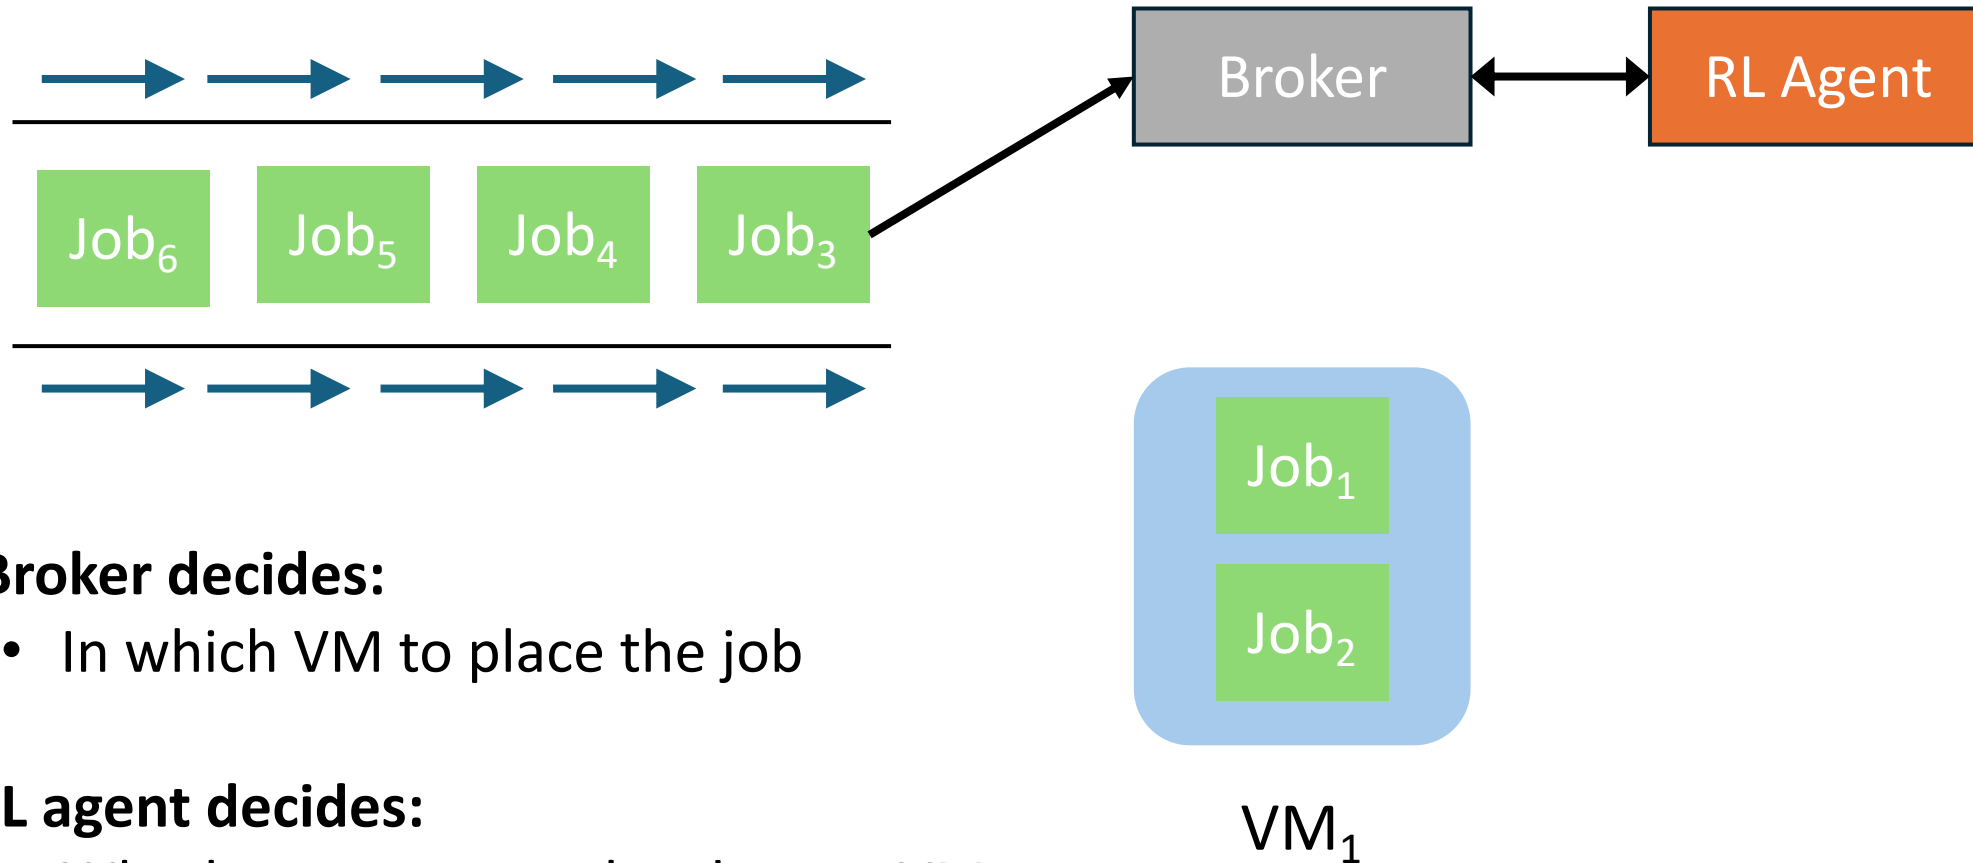 Broker
RL Agent
Job6
Job5
Job4
Job3
Job1
Job2
VM1
Broker decides:
• In which VM to place the job
L agent decides: